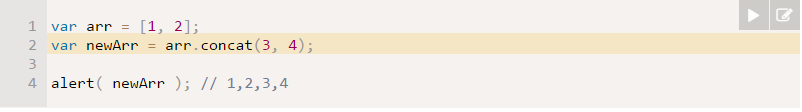 1 var arr = [1, 2];
2 var newArr = arr.concat(3, 4);
3
4 alert( newArr ); // 1,2,3,4